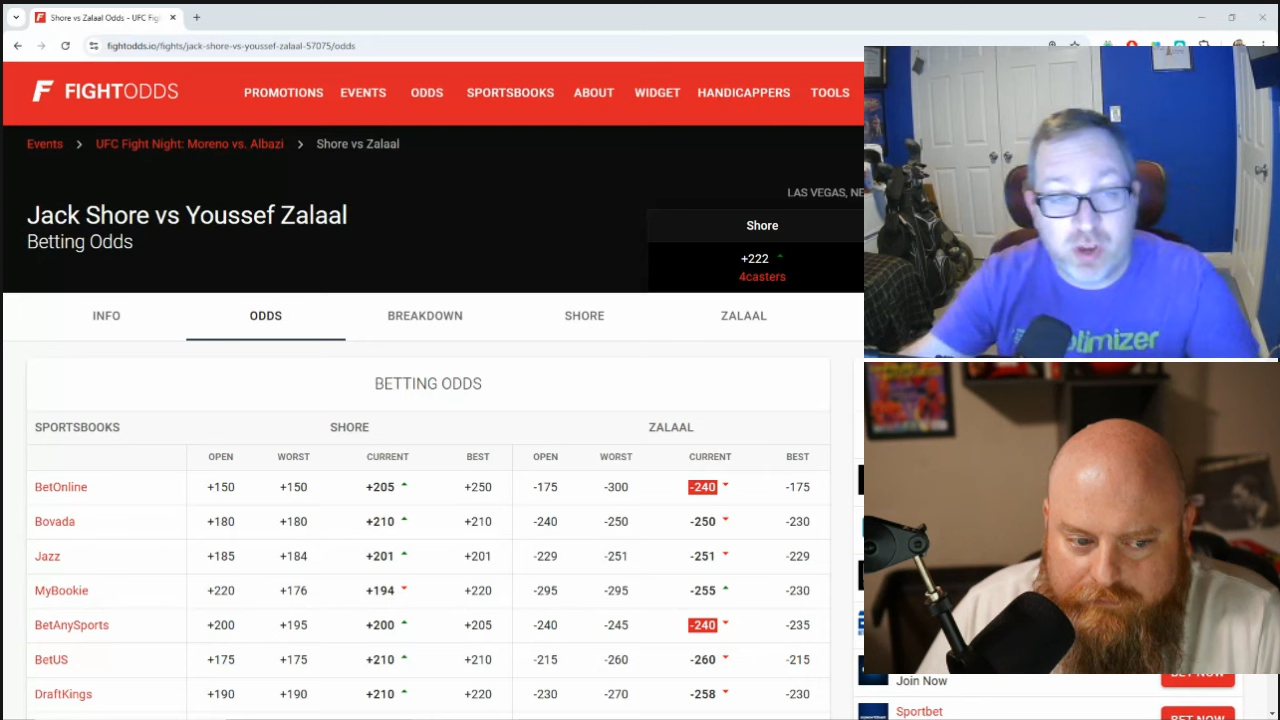 Shore vs Zalaal Odds - UFC Fig
fightodds.io/fights/jack-shore-vs-youssef-zalaal-57075/odds
FIGHTODDS
PROMOTIONS EVENTS ODDS SPORTSBOOKS ABOUT WIDGET HANDICAPPERS TOOLS
Events > UFC Fight Night: Moreno vs. Albazi > Shore vs Zalaal
LAS VEGAS, NE
Jack Shore vs Youssef Zalaal
Betting Odds
Shore
+222
4casters
INFO ODDS BREAKDOWN SHORE ZALAAL
BETTING ODDS
SPORTSBOOKS SHORE ZALAAL
OPEN WORST CURRENT BEST OPEN WORST CURRENT BEST
BetOnline +150 +150 +205 +250 -175 -300 -240 -175
Bovada +180 +180 +210 +210 -240 -250 -250 -230
Jazz +185 +184 +201 +201 -229 -251 -251 -229
MyBookie +220 +176 +194 +220 -295 -295 -255 -230
BetAnySports +200 +195 +200 +205 -240 -245 -240 -235
BetUS +175 +175 +210 +210 -215 -260 -260 -215
DraftKings +190 +190 +210 +220 -230 -270 -258 -230
timizer
Join Now
BET NOW
Sportbet
BET NOW